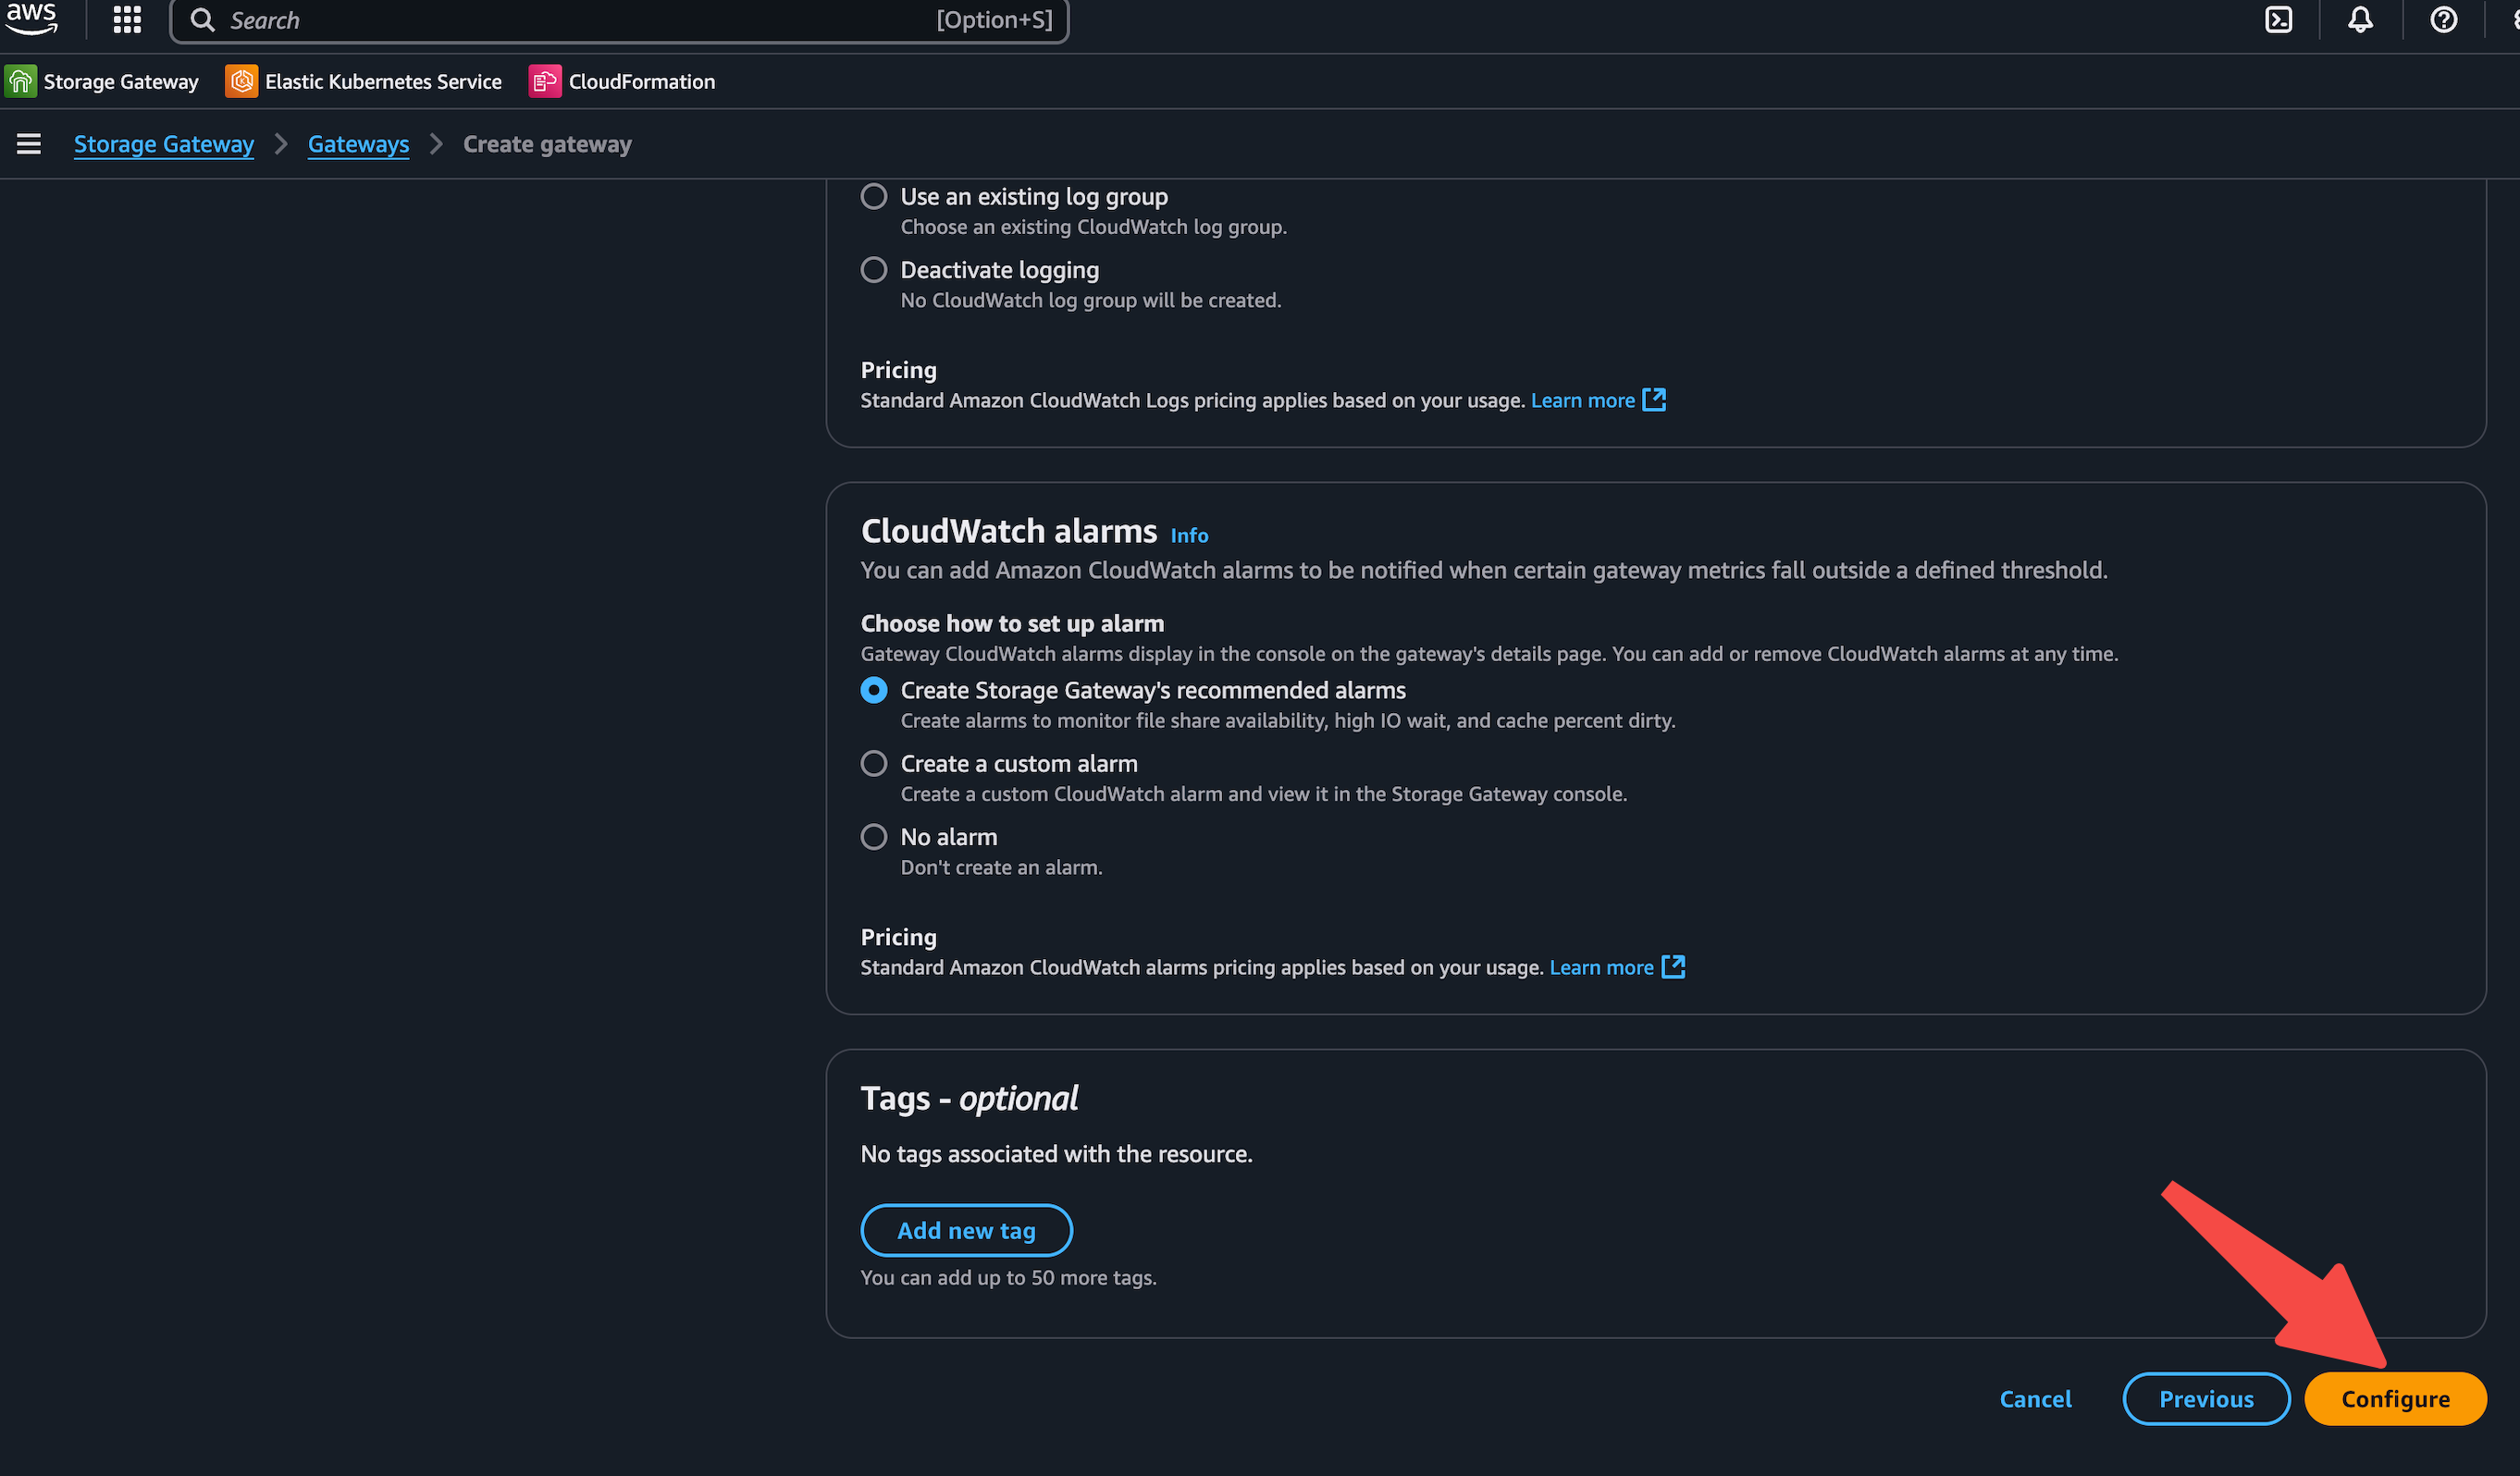 aws
Search [Option+S]
Storage Gateway Elastic Kubernetes Service CloudFormation
Storage Gateway Gateways Create gateway
Use an existing log group
Choose an existing CloudWatch log group.
Deactivate logging
No CloudWatch log group will be created.
Pricing
Standard Amazon CloudWatch Logs pricing applies based on your usage. Learn more
CloudWatch alarms Info
You can add Amazon CloudWatch alarms to be notified when certain gateway metrics fall outside a defined threshold.
Choose how to set up alarm
Gateway CloudWatch alarms display in the console on the gateway's details page. You can add or remove CloudWatch alarms at any time.
Create Storage Gateway's recommended alarms
Create alarms to monitor file share availability, high IO wait, and cache percent dirty.
Create a custom alarm
Create a custom CloudWatch alarm and view it in the Storage Gateway console.
No alarm
Don't create an alarm.
Pricing
Standard Amazon CloudWatch alarms pricing applies based on your usage. Learn more
Tags - optional
No tags associated with the resource.
Add new tag
You can add up to 50 more tags.
Cancel Previous Configure